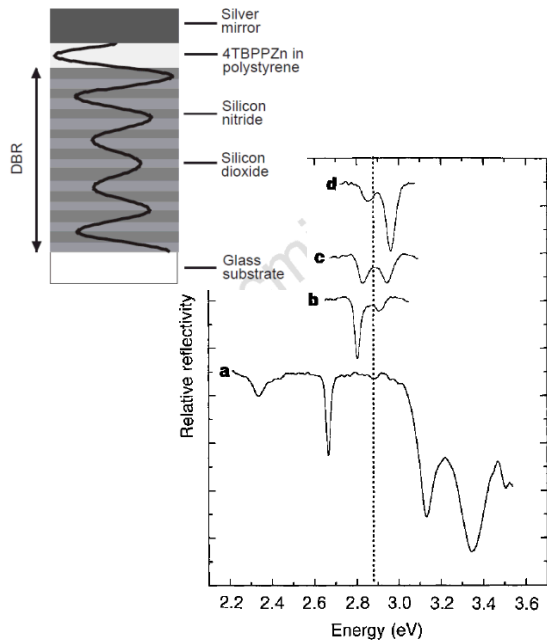 Silver
mirror
4TBPPZn in
polystyrene
Silicon
nitride
Silicon
dioxide
DBR
Glass
substrate
d
c
b
a
Relative reflectivity
2.2 2.4 2.6 2.8 3.0 3.2 3.4 3.6
Energy (eV)